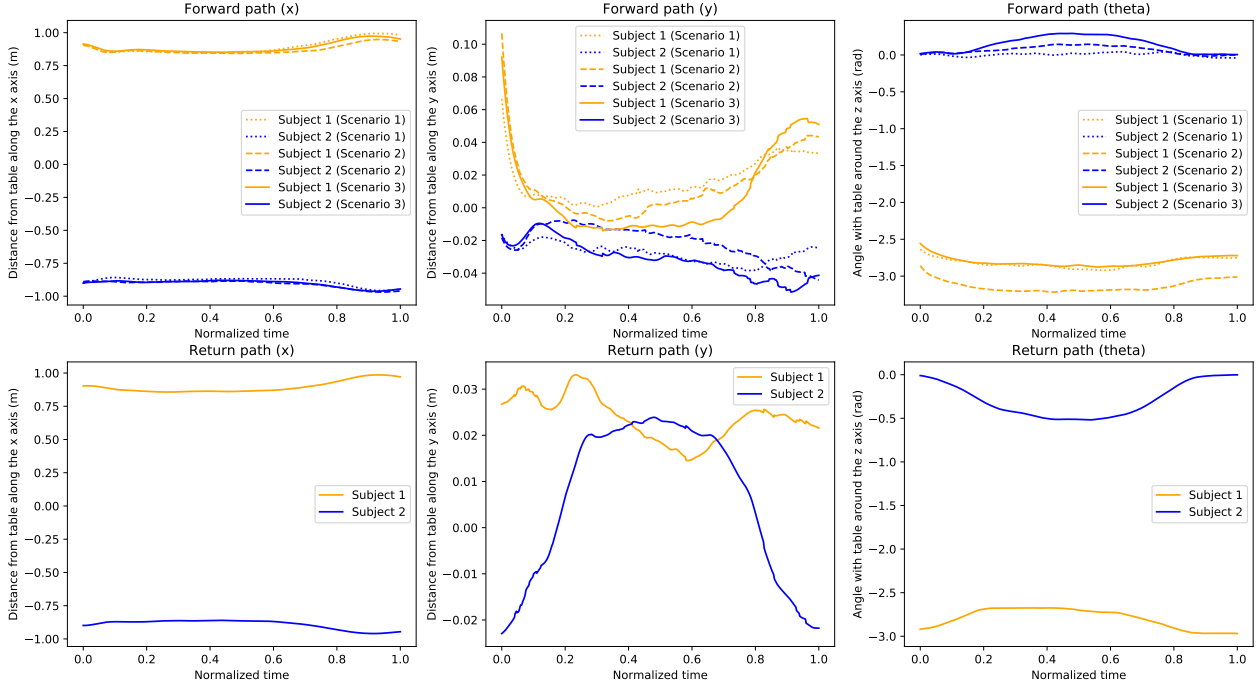 Forward path (x)
Distance from table along the x axis (m)
1.00
0.75
0.50
0.25
0.00
−0.25
−0.50
−0.75
−1.00
Subject 1 (Scenario 1)
Subject 2 (Scenario 1)
Subject 1 (Scenario 2)
Subject 2 (Scenario 2)
Subject 1 (Scenario 3)
Subject 2 (Scenario 3)
0.0 0.2 0.4 0.6 0.8 1.0
Normalized time
Forward path (y)
Distance from table along the y axis (m)
0.10
0.08
0.06
0.04
0.02
0.00
−0.02
−0.04
Subject 1 (Scenario 1)
Subject 2 (Scenario 1)
Subject 1 (Scenario 2)
Subject 2 (Scenario 2)
Subject 1 (Scenario 3)
Subject 2 (Scenario 3)
0.0 0.2 0.4 0.6 0.8 1.0
Normalized time
Forward path (theta)
Angle with table around the z axis (rad)
0.0
−0.5
−1.0
−1.5
−2.0
−2.5
−3.0
Subject 1 (Scenario 1)
Subject 2 (Scenario 1)
Subject 1 (Scenario 2)
Subject 2 (Scenario 2)
Subject 1 (Scenario 3)
Subject 2 (Scenario 3)
0.0 0.2 0.4 0.6 0.8 1.0
Normalized time
Return path (x)
Distance from table along the x axis (m)
1.00
0.75
0.50
0.25
0.00
−0.25
−0.50
−0.75
−1.00
Subject 1
Subject 2
0.0 0.2 0.4 0.6 0.8 1.0
Normalized time
Return path (y)
Distance from table along the y axis (m)
0.03
0.02
0.01
0.00
−0.01
−0.02
Subject 1
Subject 2
0.0 0.2 0.4 0.6 0.8 1.0
Normalized time
Return path (theta)
Angle with table around the z axis (rad)
0.0
−0.5
−1.0
−1.5
−2.0
−2.5
−3.0
Subject 1
Subject 2
0.0 0.2 0.4 0.6 0.8 1.0
Normalized time